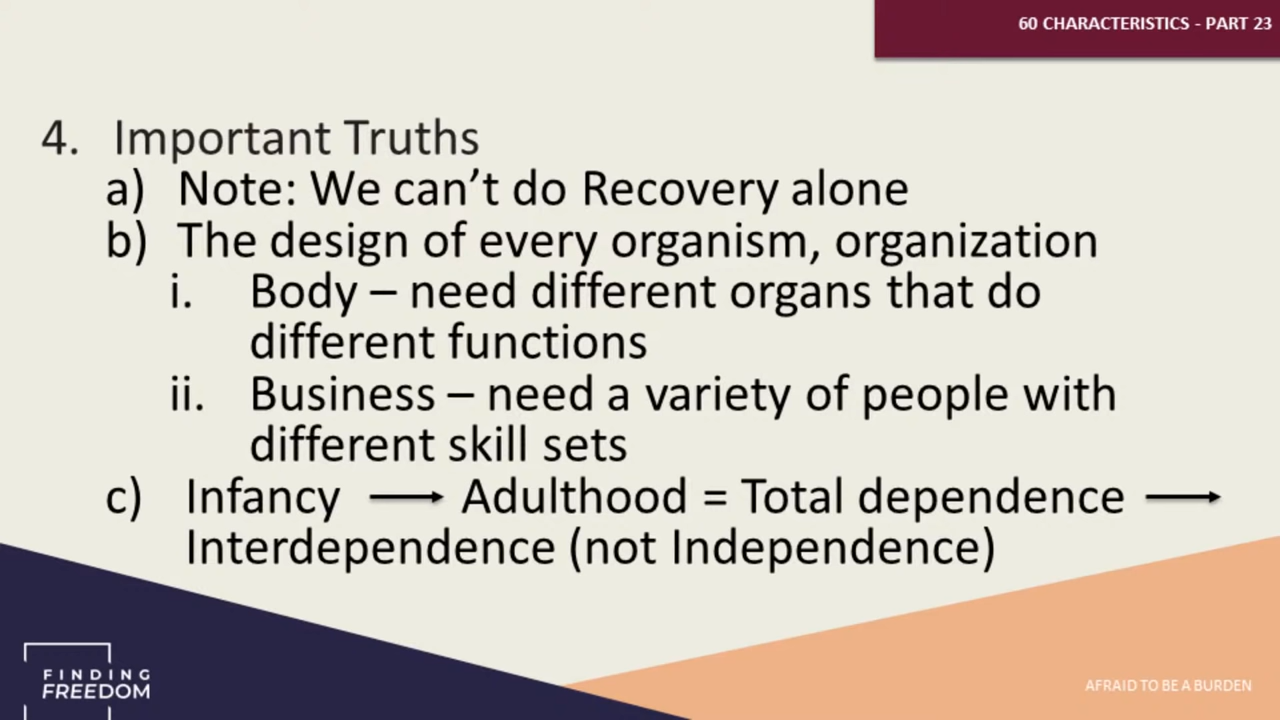 60 CHARACTERISTICS - PART 23
4. Important Truths
a) Note: We can’t do Recovery alone
b) The design of every organism, organization
i. Body – need different organs that do
different functions
ii. Business – need a variety of people with
different skill sets
c) Infancy → Adulthood = Total dependence →
Interdependence (not Independence)
FINDING
FREEDOM
AFRAID TO BE A BURDEN